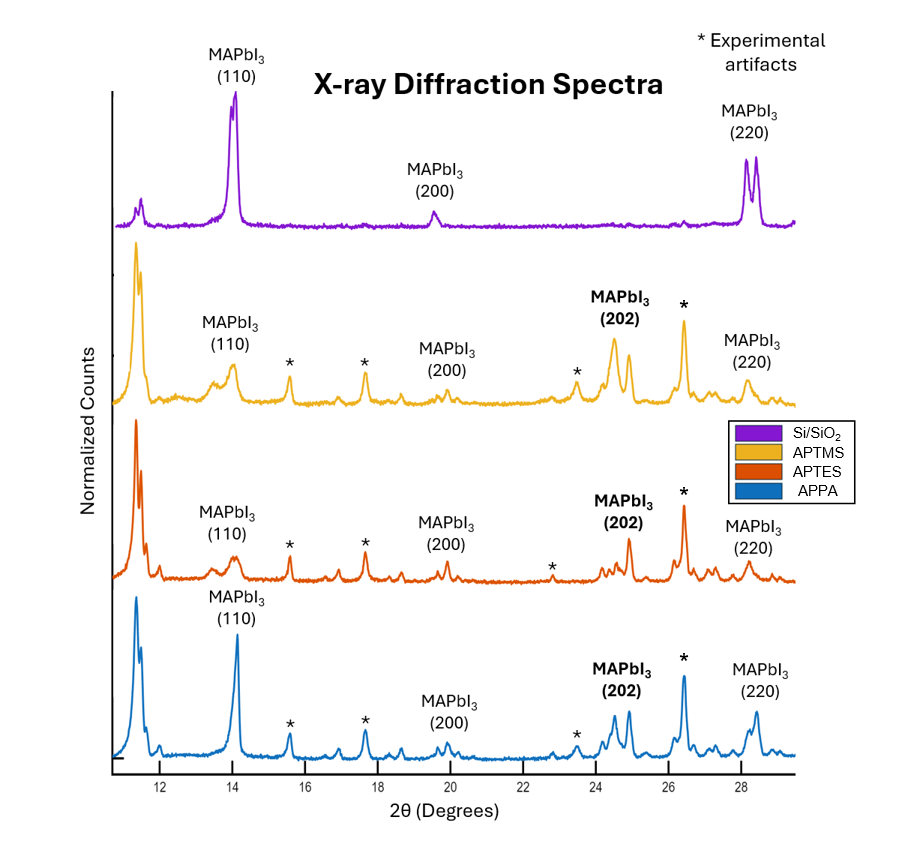 * Experimental
artifacts
X-ray Diffraction Spectra
MAPbI₃
(110)
MAPbI₃
(200)
MAPbI₃
(220)
MAPbI₃
(110)
*
*
MAPbI₃
(200)
*
MAPbI₃
(202)
*
MAPbI₃
(220)
Si/SiO₂
APTMS
APTES
APPA
MAPbI₃
(110)
*
*
MAPbI₃
(200)
*
MAPbI₃
(202)
*
MAPbI₃
(220)
MAPbI₃
(110)
*
*
MAPbI₃
(200)
*
MAPbI₃
(202)
*
MAPbI₃
(220)
Normalized Counts
12 14 16 18 20 22 24 26 28
2θ (Degrees)